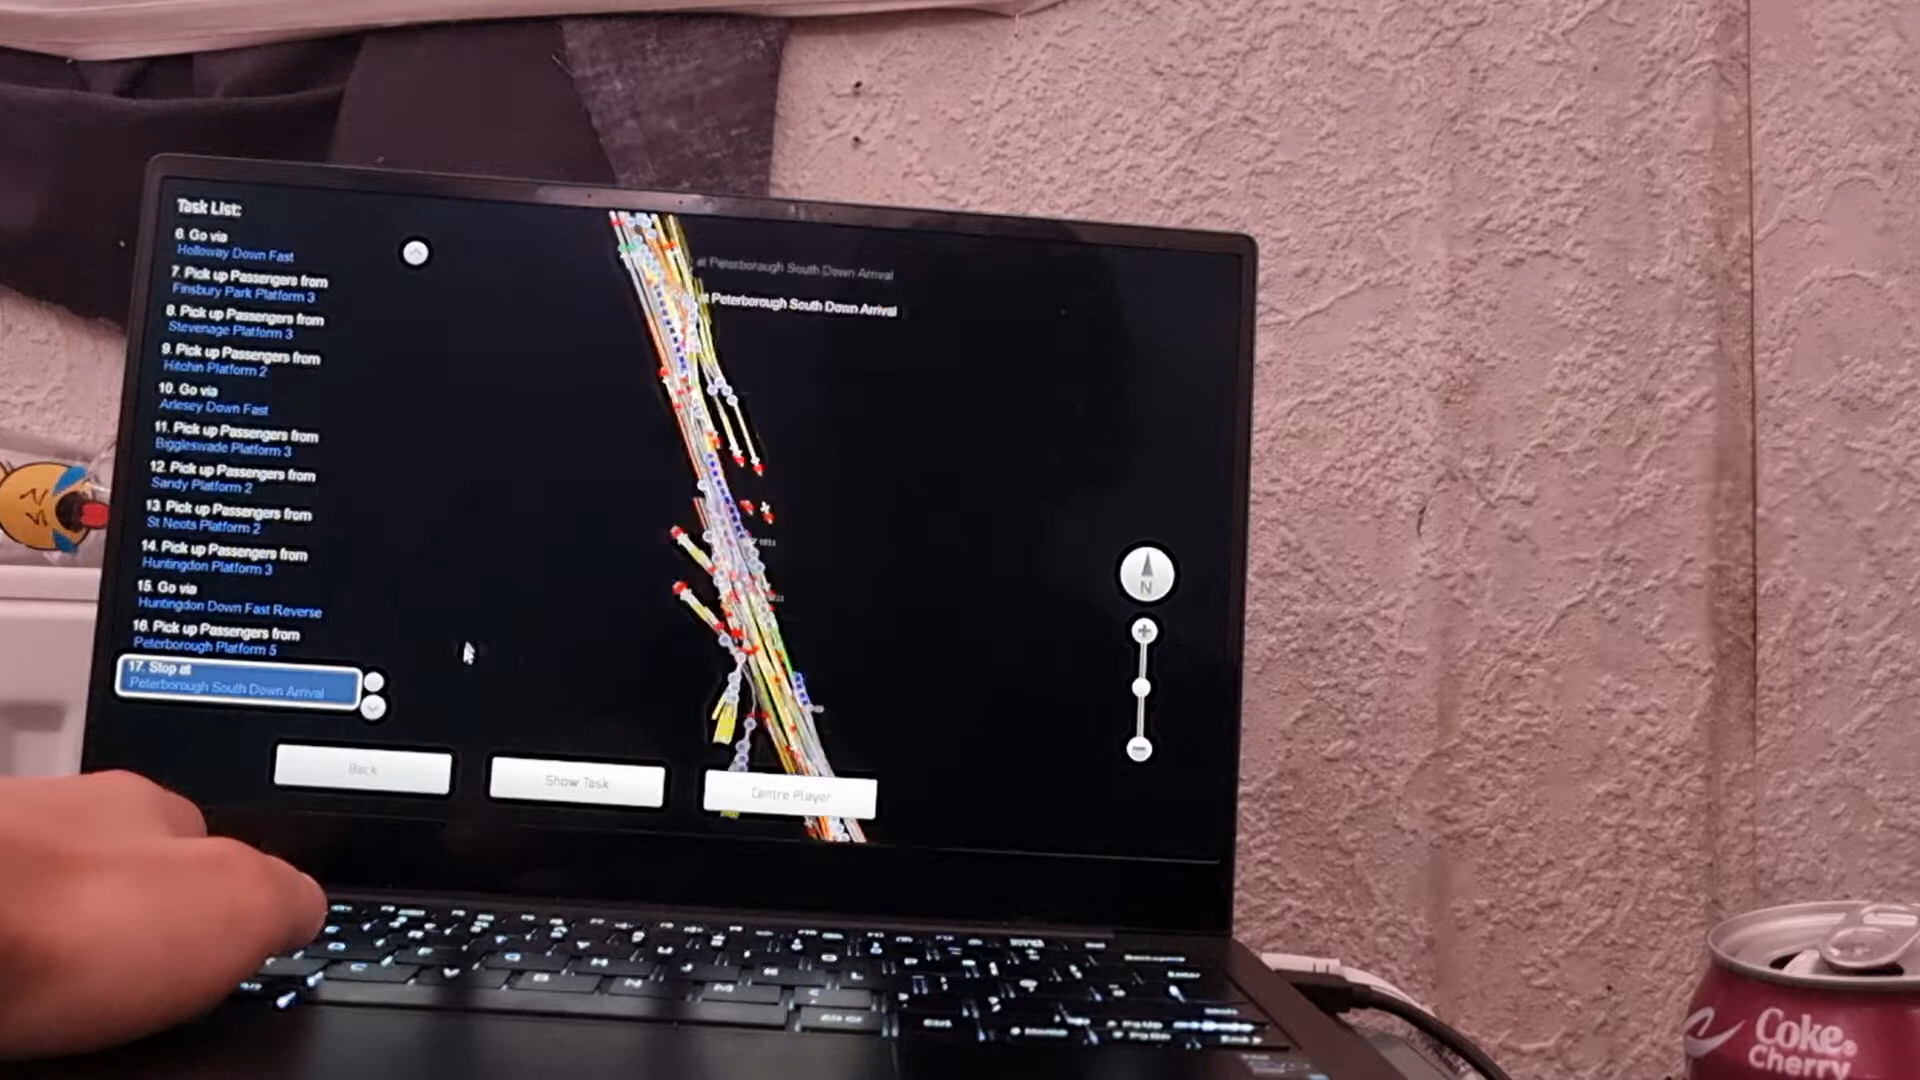 Task List:
6. Go via
Holloway Down Fast
7. Pick up Passengers from
Finsbury Park Platform 3
8. Pick up Passengers from
Stevenage Platform 3
9. Pick up Passengers from
Hitchin Platform 2
10. Go via
Arlesey Down Fast
11. Pick up Passengers from
Biggleswade Platform 3
12. Pick up Passengers from
Sandy Platform 2
13. Pick up Passengers from
St Neots Platform 2
14. Pick up Passengers from
Huntingdon Platform 3
15. Go via
Huntingdon Down Fast Reverse
16. Pick up Passengers from
Peterborough Platform 5
17. Stop at
Peterborough South Down Arrival
at Peterborough South Down Arrival
at Peterborough South Down Arrival
N
Back
Show Task
Centre Player
Coke
Cherry